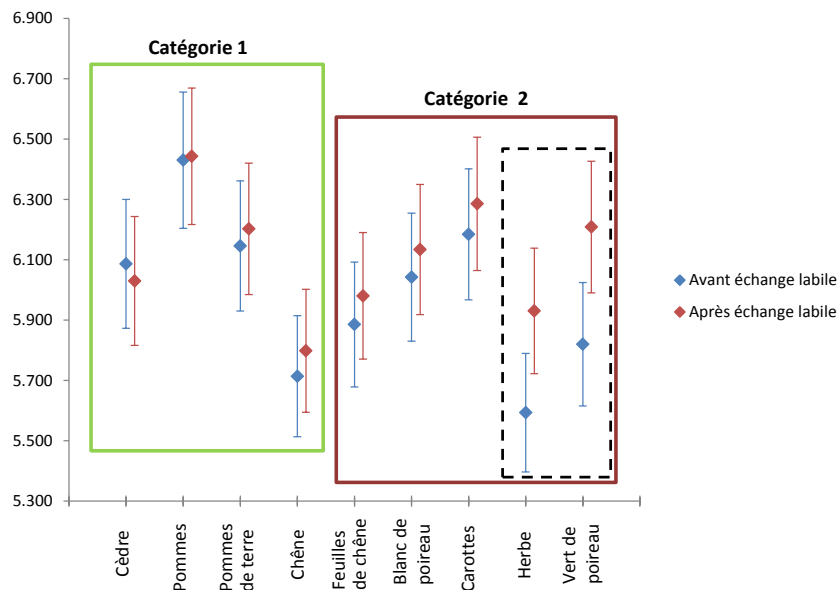 6.900
6.700
6.500
6.300
6.100
5.900
5.700
5.500
5.300
Catégorie 1
Catégorie 2
Avant échange labile
Après échange labile
Cèdre
Pommes
Pommes
de terre
Chêne
Feuilles
de chêne
Blanc de
poireau
Carottes
Herbe
Vert de
poireau